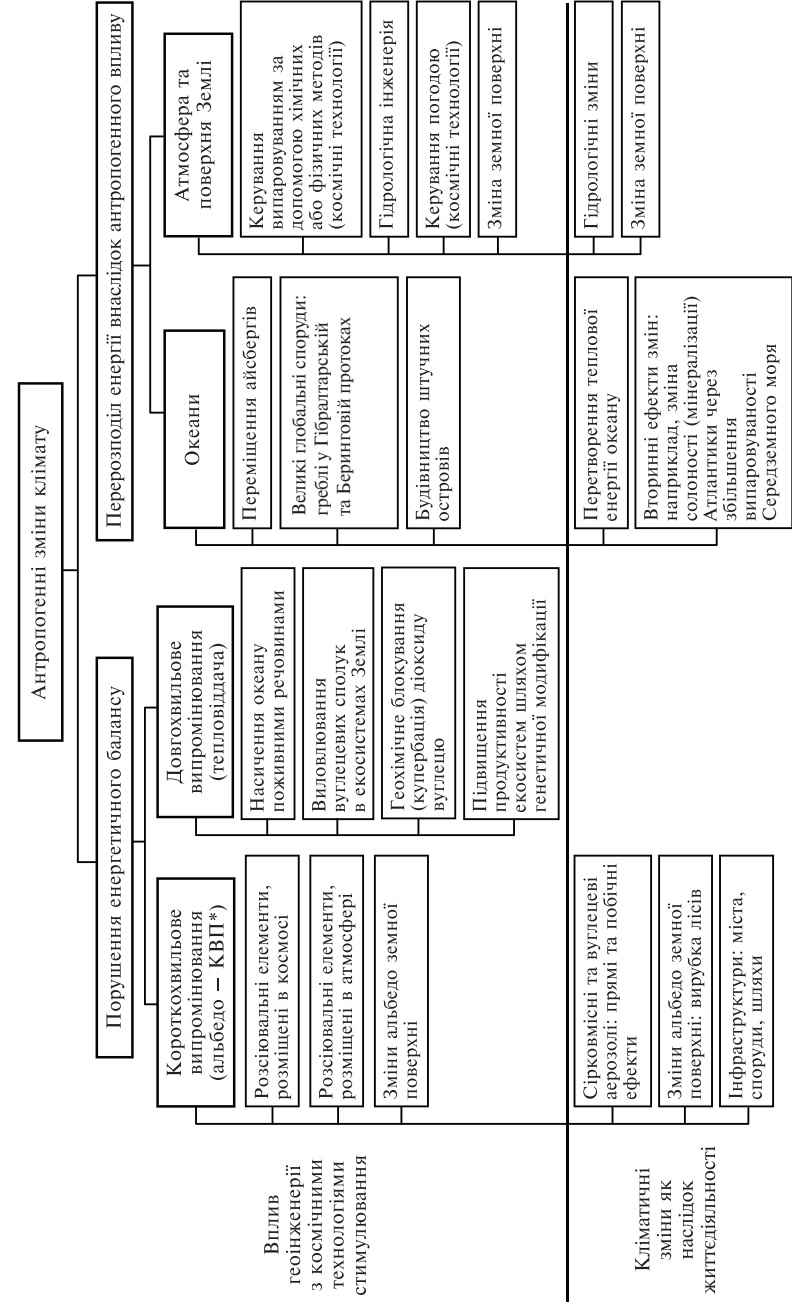 Антропогенні зміни клімату
Порушення енергетичного балансу
Перерозподіл енергії внаслідок антропогенного впливу
Короткохвильове
випромінювання
(альбедо — КВП*)
Довгохвильове
випромінювання
(тепловіддача)
Океани
Атмосфера та
поверхня Землі
Вплив
геоінженерії
з космічними
технологіями
стимулювання
Розсіювальні елементи,
розміщені в космосі
Розсіювальні елементи,
розміщені в атмосфері
Зміни альбедо земної
поверхні
Насичення океану
поживними речовинами
Виловлювання
вуглецевих сполук
в екосистемах Землі
Геохімічне блокування
(купербація) діоксиду
вуглецю
Підвищення
продуктивності
екосистем шляхом
генетичної модифікації
Переміщення айсбергів
Великі глобальні споруди:
греблі у Гібралтарській
та Беринговій протоках
Будівництво штучних
островів
Керування
випаровуванням за
допомогою хімічних
або фізичних методів
(космічні технології)
Гідрологічна інженерія
Керування погодою
(космічні технології)
Зміна земної поверхні
Кліматичні
зміни як
наслідок
життєдіяльності
Сірковмісні та вуглецеві
аерозолі: прямі та побічні
ефекти
Зміни альбедо земної
поверхні: вирубка лісів
Інфраструктури: міста,
споруди, шляхи
Перетворення теплової
енергії океану
Вторинні ефекти змін:
наприклад, зміна
солоності (мінералізації)
Атлантики через
збільшення
випаровуваності
Середземного моря
Гідрологічні зміни
Зміна земної поверхні